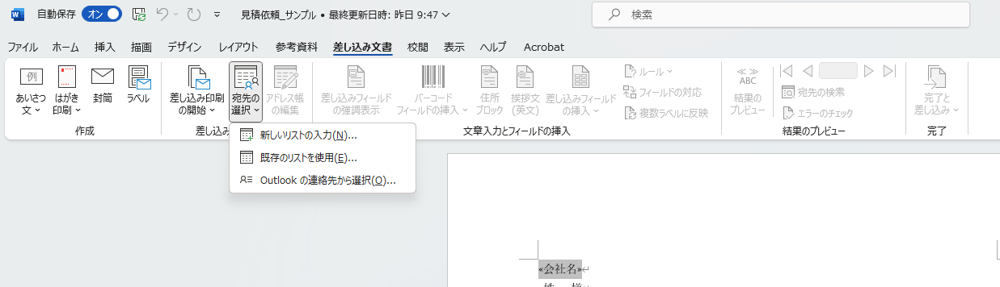 自動保存 オン 見積依頼_サンプル • 最終更新日時: 昨日 9:47 検索
ファイル ホーム 挿入 描画 デザイン レイアウト 参考資料 差し込み文書 校閲 表示 ヘルプ Acrobat
例
あいさつ
文
はがき
印刷
封筒
ラベル
作成
差し込み印刷
の開始
宛先の
選択
アドレス帳
の編集
差し込み
差し込みフィールド
の強調表示
バーコード
フィールドの挿入
住所
ブロック
挨拶文
(英文)
差し込みフィールド
の挿入
ルール
フィールドの対応
複数ラベルに反映
文章入力とフィールドの挿入
ABC
結果の
プレビュー
宛先の検索
エラーのチェック
結果のプレビュー
完了と
差し込み
完了
新しいリストの入力(N)...
既存のリストを使用(E)...
Outlook の連絡先から選択(O)...
«会社名»
姓 様